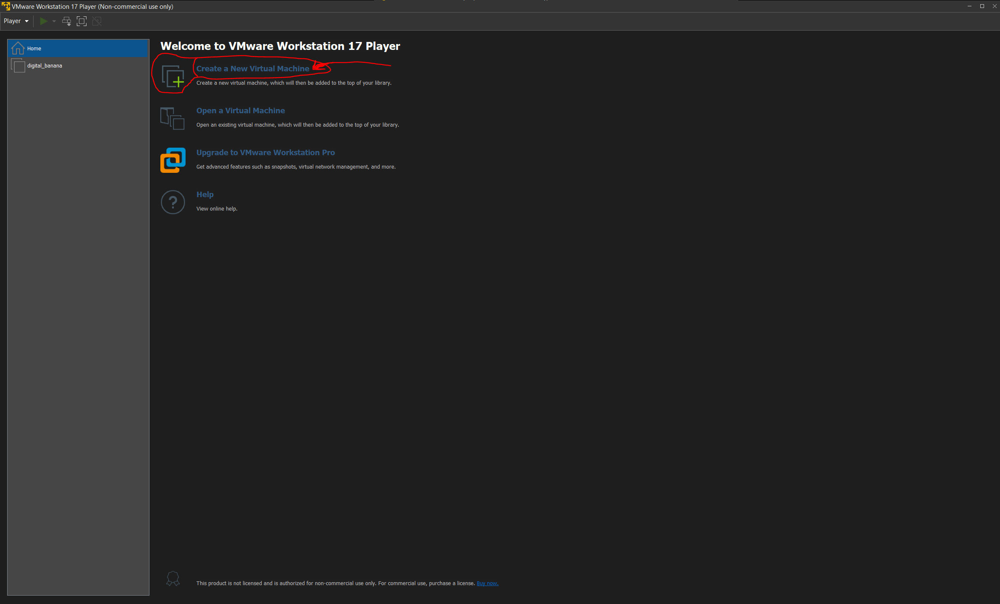 VMware Workstation 17 Player (Non-commercial use only)
Player
Home
digital_banana
Welcome to VMware Workstation 17 Player
Create a New Virtual Machine
Create a new virtual machine, which will then be added to the top of your library.
Open a Virtual Machine
Open an existing virtual machine, which will then be added to the top of your library.
Upgrade to VMware Workstation Pro
Get advanced features such as snapshots, virtual network management, and more.
?
Help
View online help.
This product is not licensed and is authorized for non-commercial use only. For commercial use, purchase a license. Buy now.